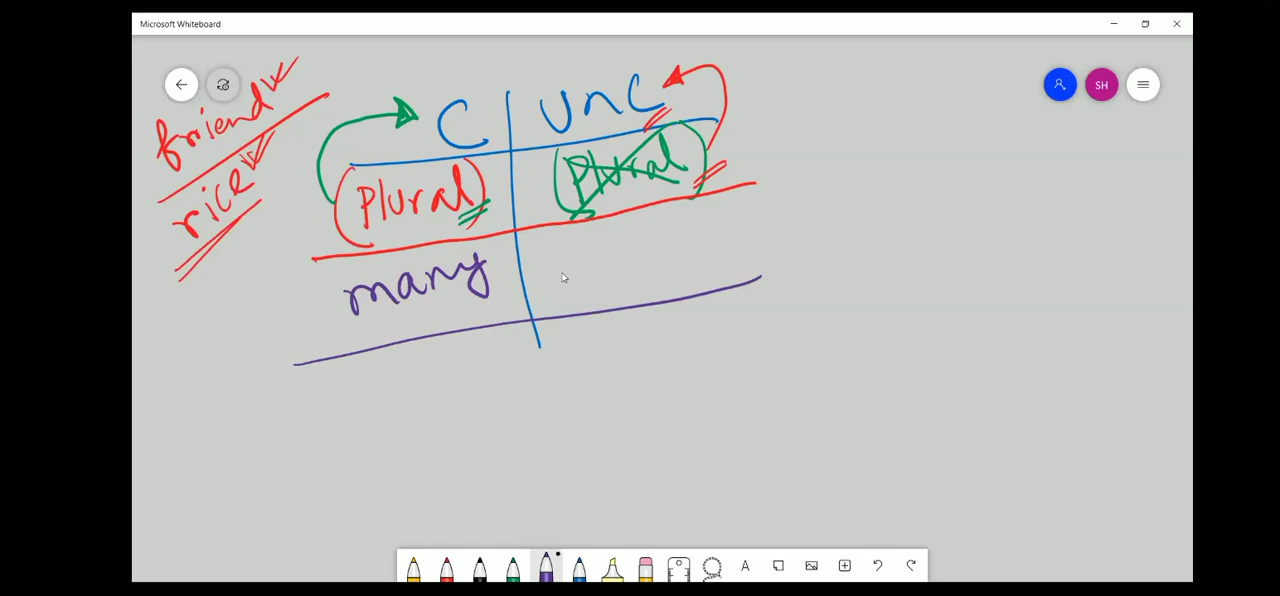 Microsoft Whiteboard
SH
friend
rice
C UnC
Plural Plural
many
A